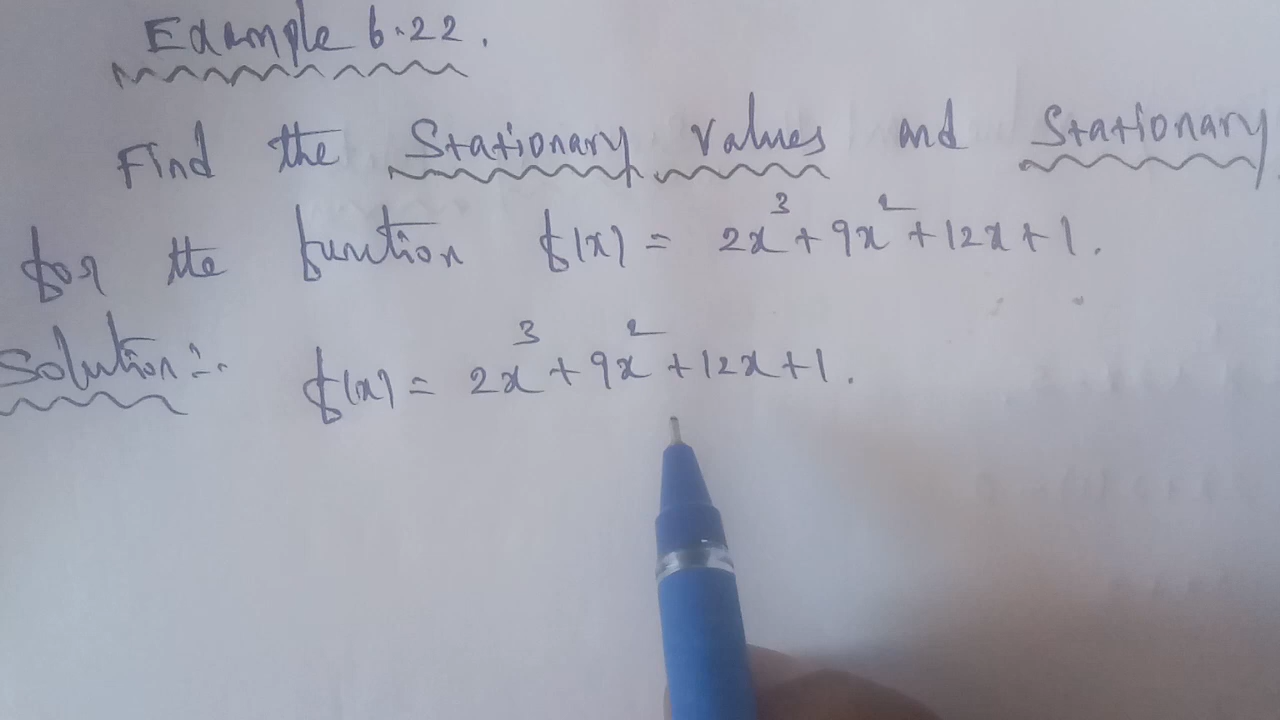 Example 6.22.
Find the Stationary values and Stationary
for the function f(x) = 2x³ + 9x² + 12x + 1.
Solution:- f(x) = 2x³ + 9x² + 12x + 1.